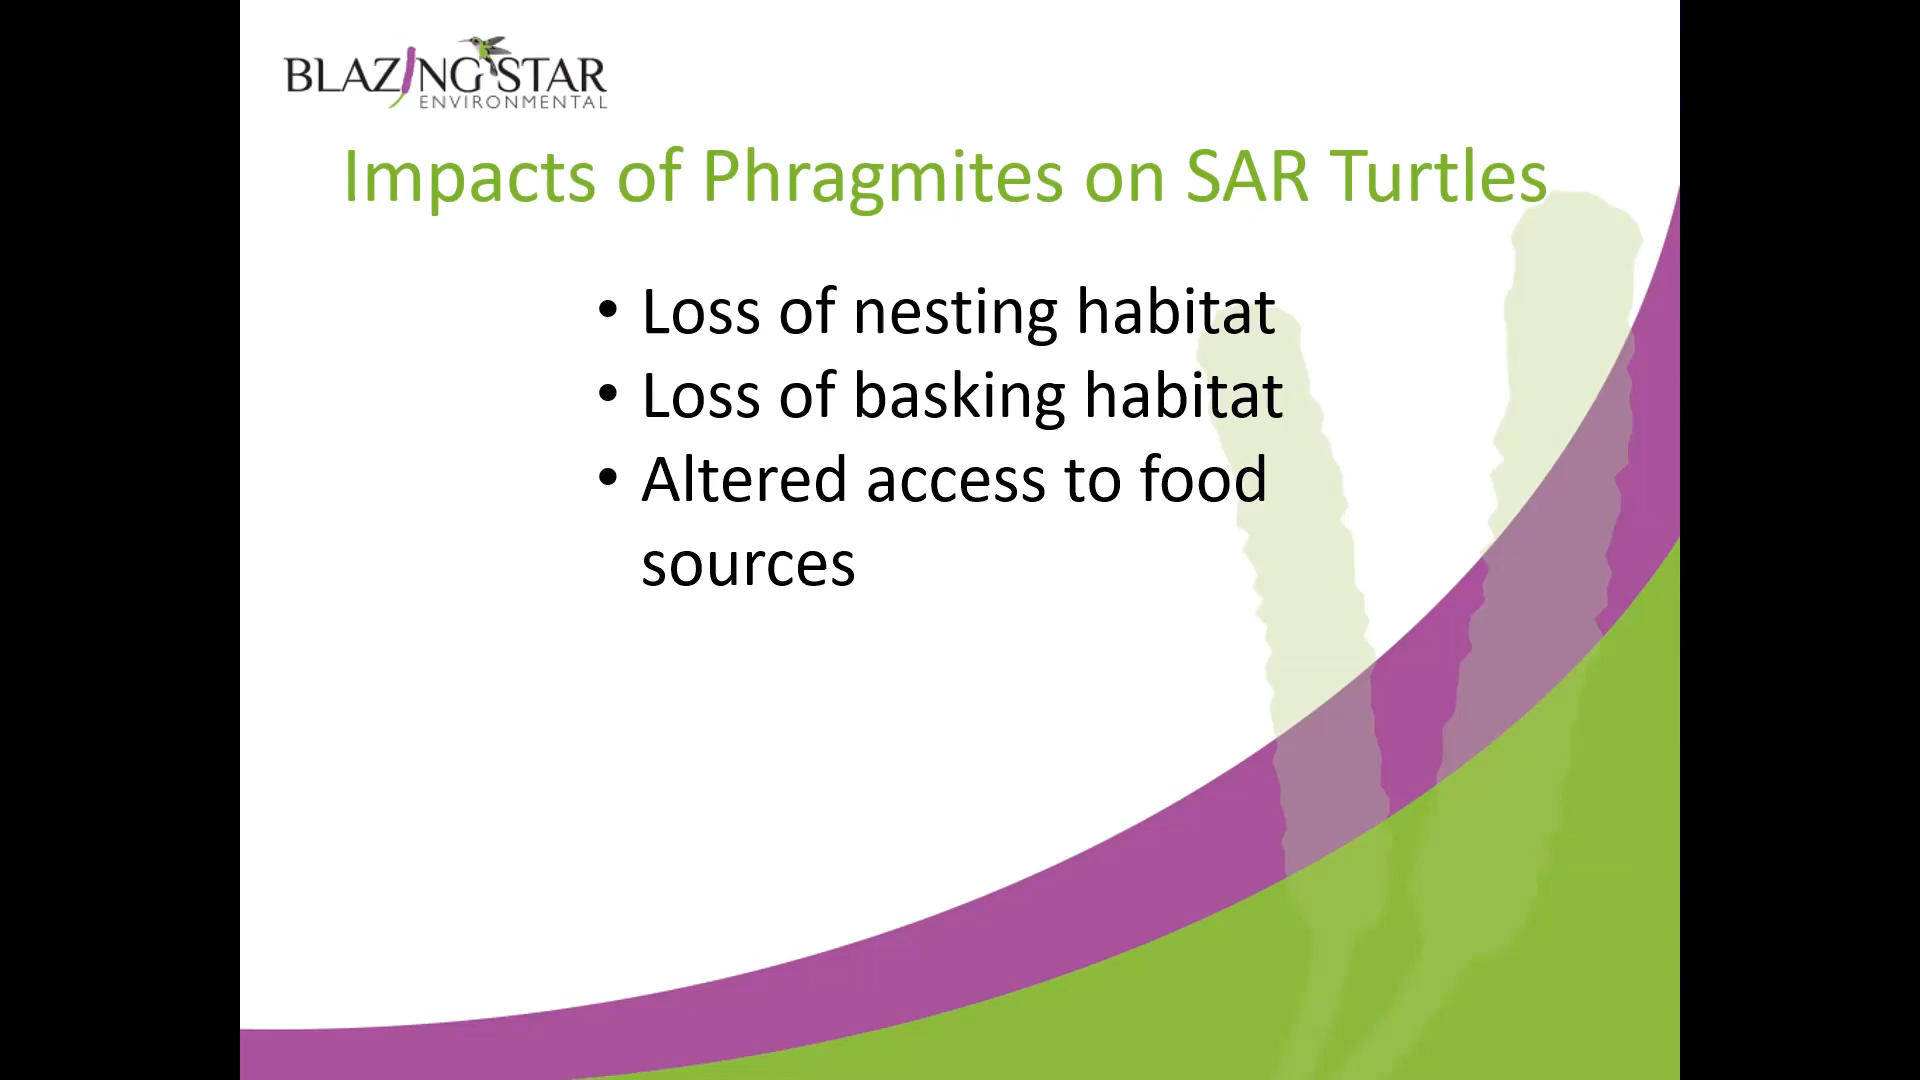 BLAZING STAR
ENVIRONMENTAL
Impacts of Phragmites on SAR Turtles
• Loss of nesting habitat
• Loss of basking habitat
• Altered access to food
sources